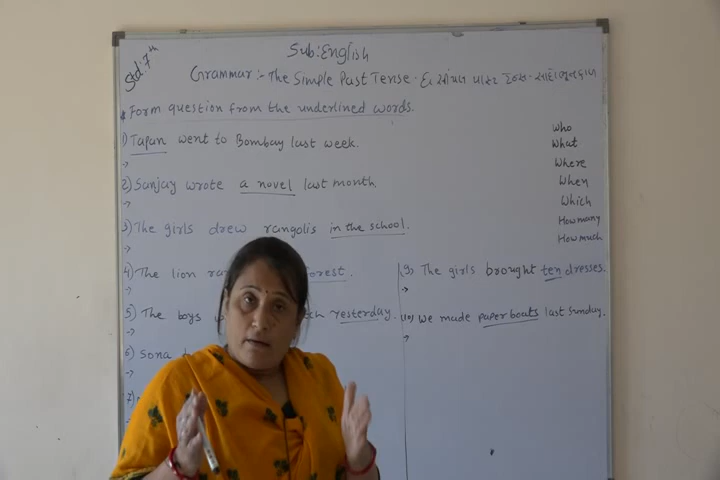 Std: 7th
Sub: English
Grammar :- The Simple Past Tense - ધ સીમ્પલ પાસ્ટ ટેન્સ - સાદો ભૂતકાળ
* Form question from the underlined words.
1) Tapan went to Bombay last week.
→
2) Sanjay wrote a novel last month
→
3) The girls drew rangolis in the school.
→
4) The lion forest.
→
5) The boys yesterday.
→
6) Sona
→
7)
Who
What
Where
When
Which
How many
How much
(9) The girls brought ten dresses.
→
(10) We made paper boats last Sunday.
→